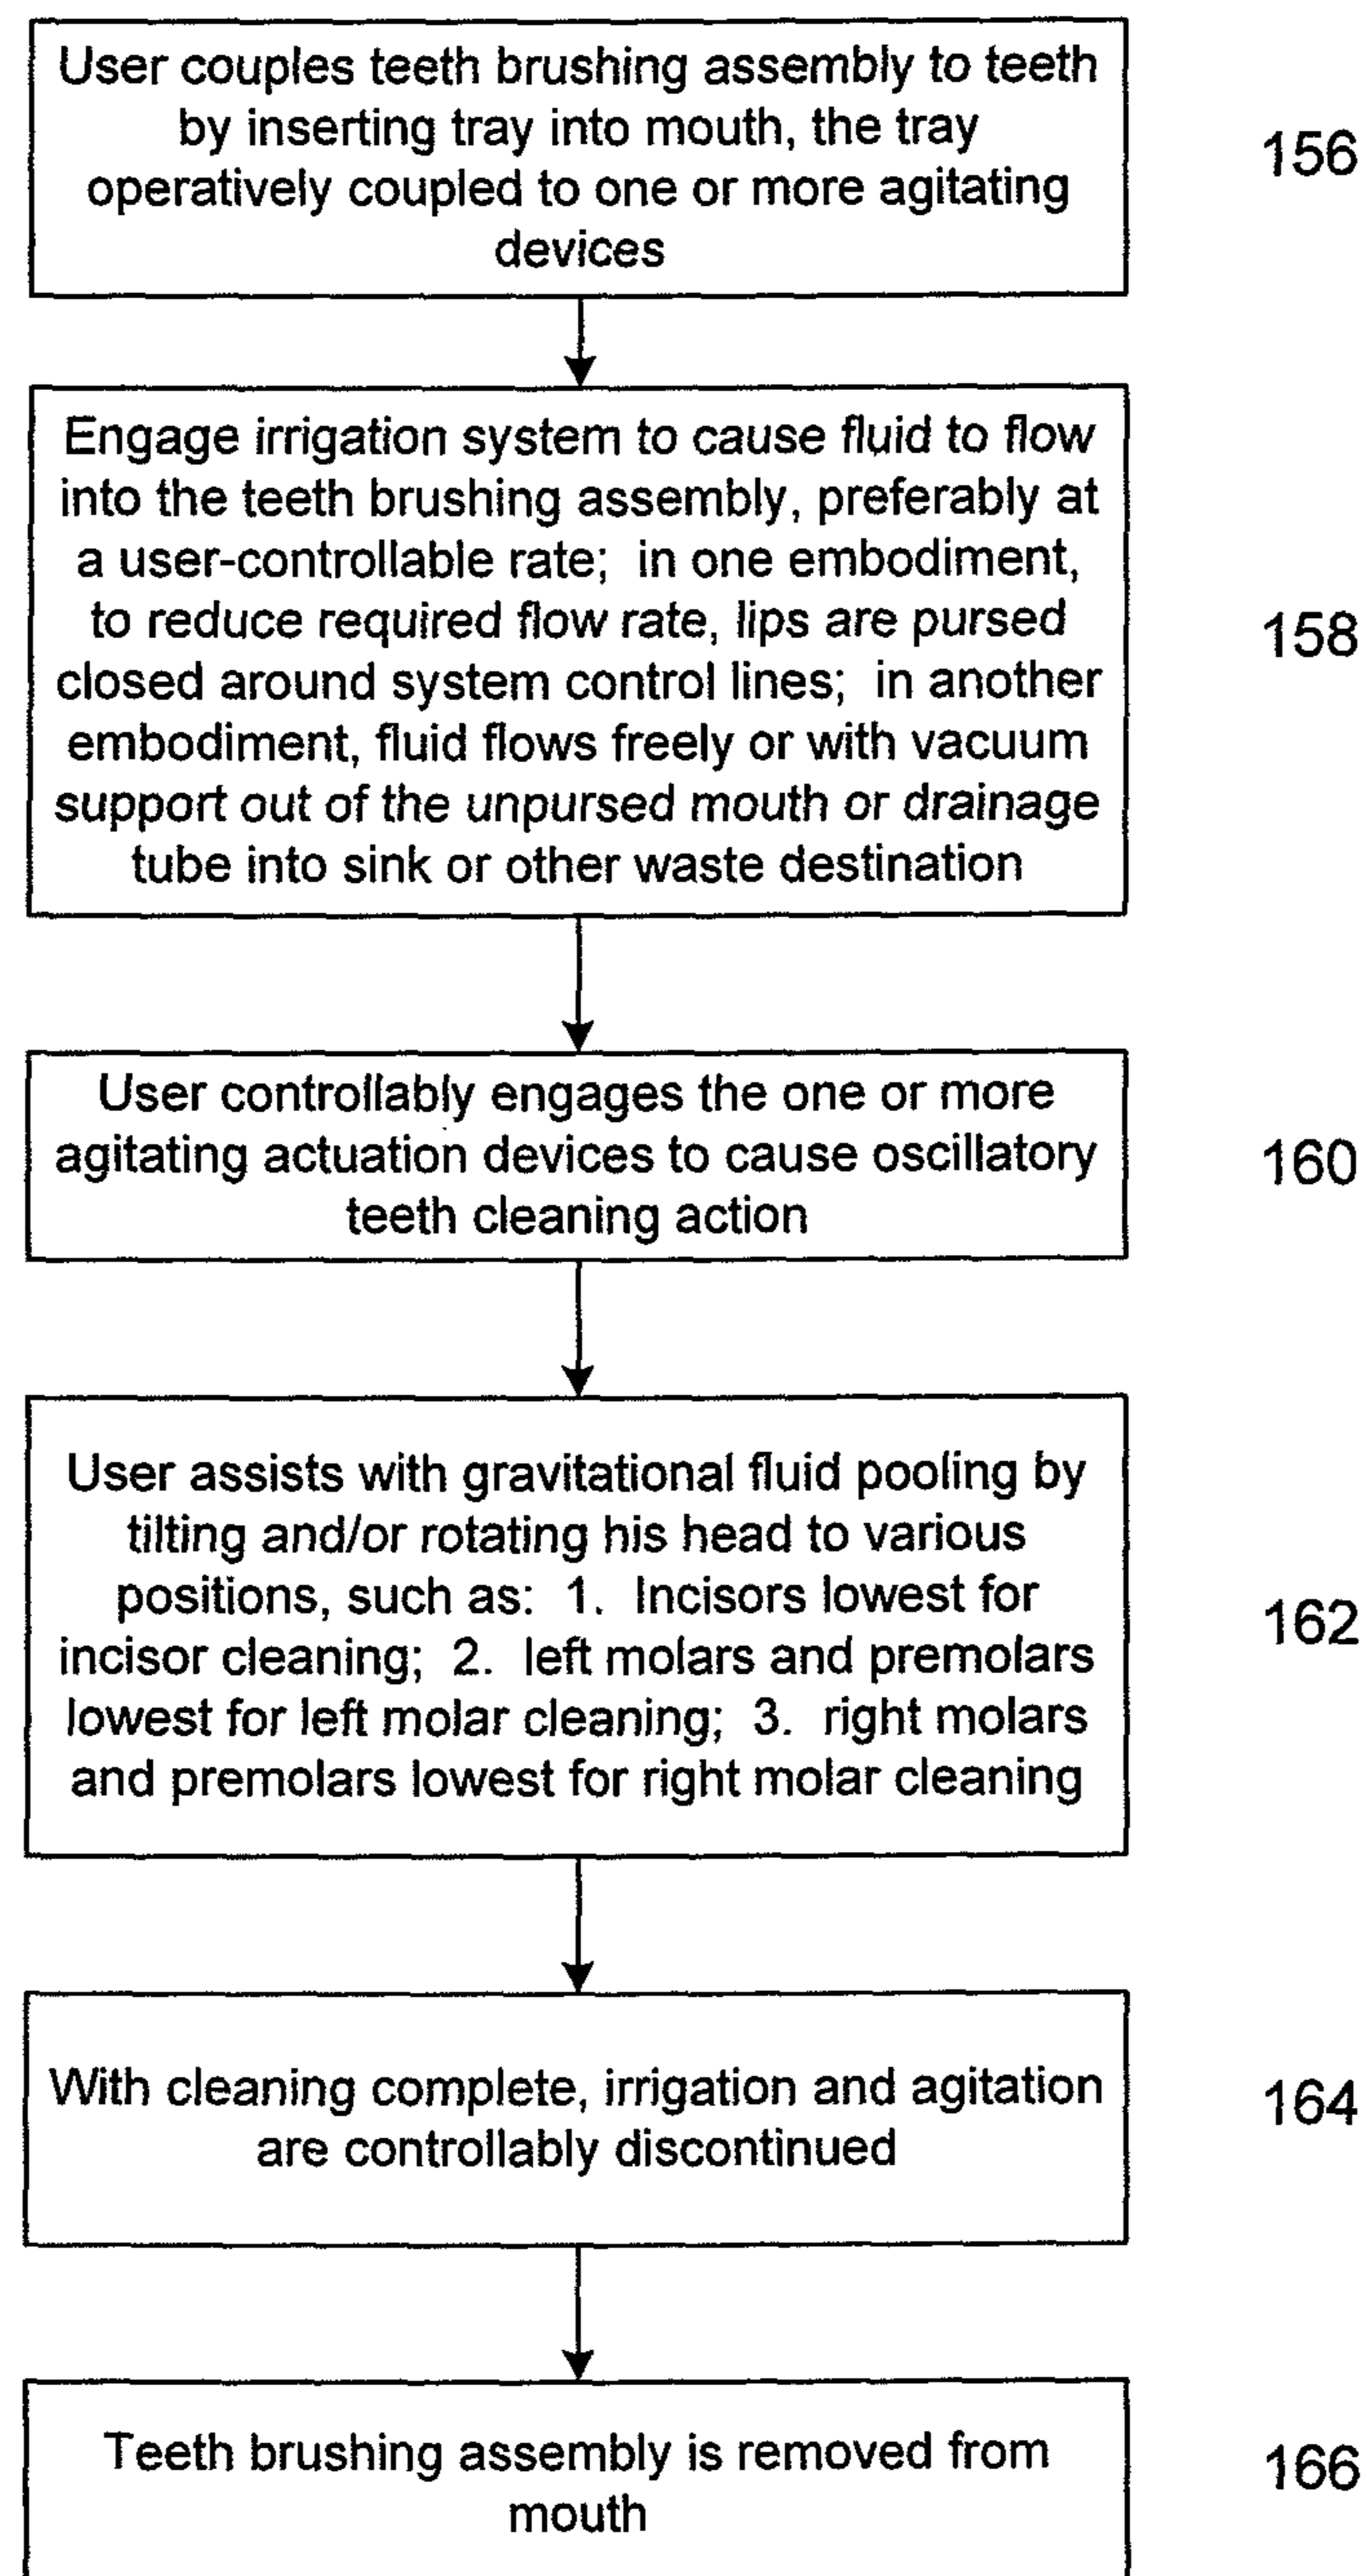 User couples teeth brushing assembly to teeth
by inserting tray into mouth, the tray
operatively coupled to one or more agitating
devices
156
Engage irrigation system to cause fluid to flow
into the teeth brushing assembly, preferably at
a user-controllable rate; in one embodiment,
to reduce required flow rate, lips are pursed
closed around system control lines; in another
embodiment, fluid flows freely or with vacuum
support out of the unpursed mouth or drainage
tube into sink or other waste destination
158
User controllably engages the one or more
agitating actuation devices to cause oscillatory
teeth cleaning action
160
User assists with gravitational fluid pooling by
tilting and/or rotating his head to various
positions, such as: 1. Incisors lowest for
incisor cleaning; 2. left molars and premolars
lowest for left molar cleaning; 3. right molars
and premolars lowest for right molar cleaning
162
With cleaning complete, irrigation and agitation
are controllably discontinued
164
Teeth brushing assembly is removed from
mouth
166